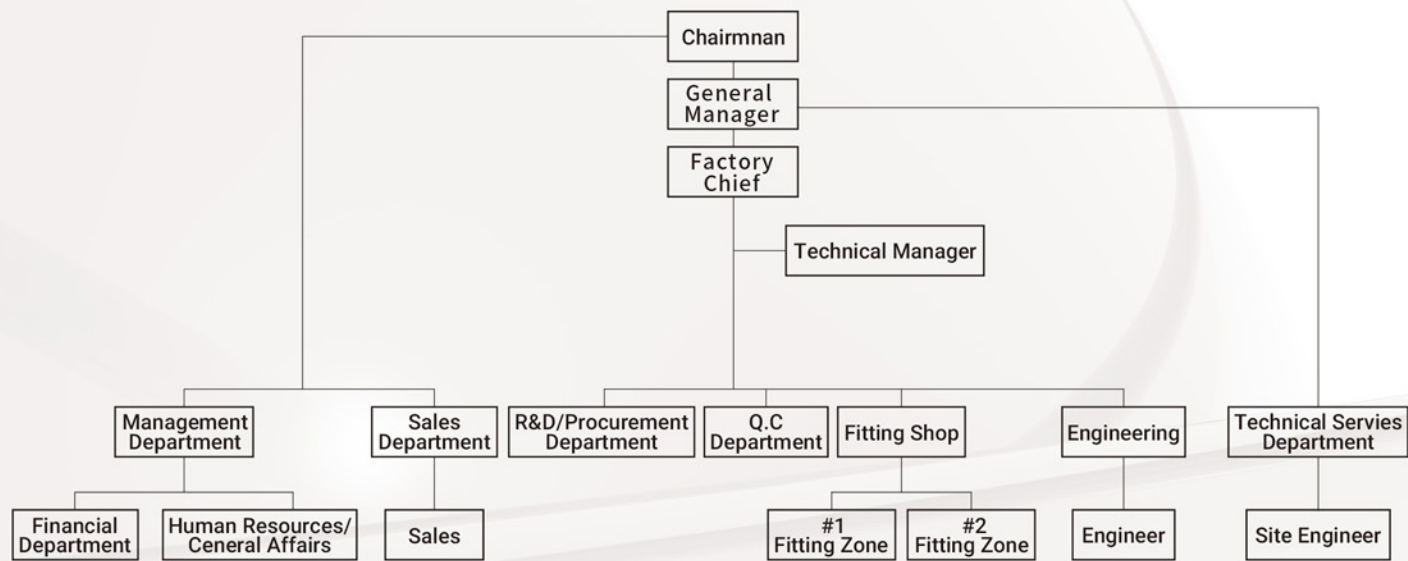 Chairmnan
General
Manager
Factory
Chief
Technical Manager
Management
Department
Sales
Department
R&D/Procurement
Department
Q.C
Department
Fitting Shop
Engineering
Technical Servies
Department
Financial
Department
Human Resources/
Ceneral Affairs
Sales
#1
Fitting Zone
#2
Fitting Zone
Engineer
Site Engineer